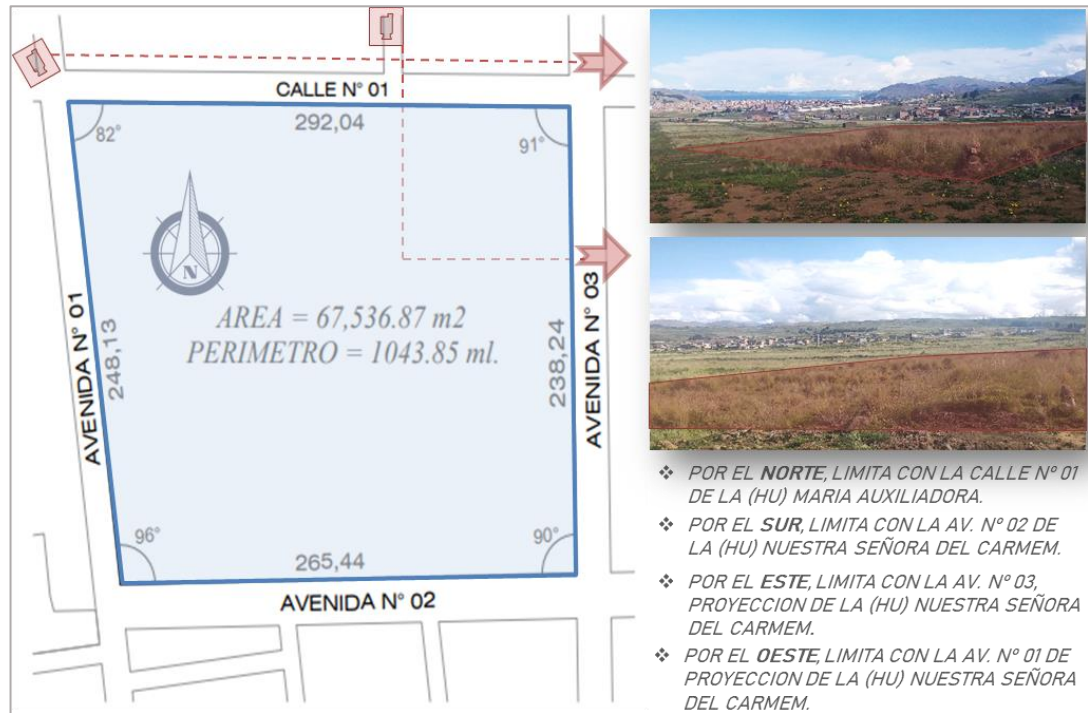 CALLE N° 01
292,04
82°
91°
N
AREA = 67,536.87 m2
PERIMETRO = 1043.85 ml.
AVENIDA N° 01
248,13
238,24
AVENIDA N° 03
96°
90°
265,44
AVENIDA N° 02
❖ POR EL NORTE, LIMITA CON LA CALLE Nº 01
DE LA (HU) MARIA AUXILIADORA.
❖ POR EL SUR, LIMITA CON LA AV. Nº 02 DE
LA (HU) NUESTRA SEÑORA DEL CARMEM.
❖ POR EL ESTE, LIMITA CON LA AV. Nº 03,
PROYECCION DE LA (HU) NUESTRA SEÑORA
DEL CARMEM.
❖ POR EL OESTE, LIMITA CON LA AV. Nº 01 DE
PROYECCION DE LA (HU) NUESTRA SEÑORA
DEL CARMEM.